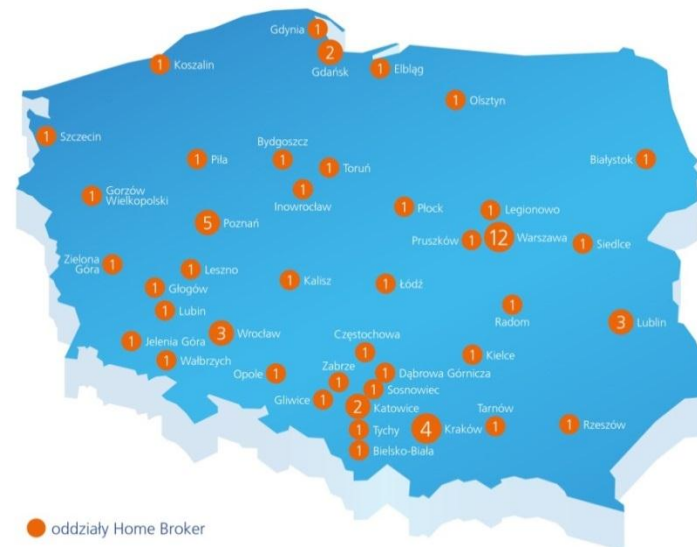 Gdynia 1
2
Gdańsk
1 Koszalin
1 Elbląg
1 Olsztyn
1
Szczecin
Bydgoszcz
1
1 Piła
1 Toruń
Białystok 1
1 Gorzów
Wielkopolski
1
Inowrocław
1 Płock
1 Legionowo
5 Poznań
Pruszków 1
12 Warszawa
1 Siedlce
Zielona
Góra 1
1 Leszno
1 Głogów
1 Kalisz
1 Łódź
1 Lubin
1
Radom
3 Lublin
3 Wrocław
1 Jelenia Góra
1 Wałbrzych
Częstochowa
1
1 Kielce
Opole 1
Zabrze
1
1 Dąbrowa Górnicza
1 Sosnowiec
Gliwice 1
2 Katowice
1 Tychy
4 Kraków
Tarnów
1
1 Rzeszów
1 Bielsko-Biała
oddziały Home Broker